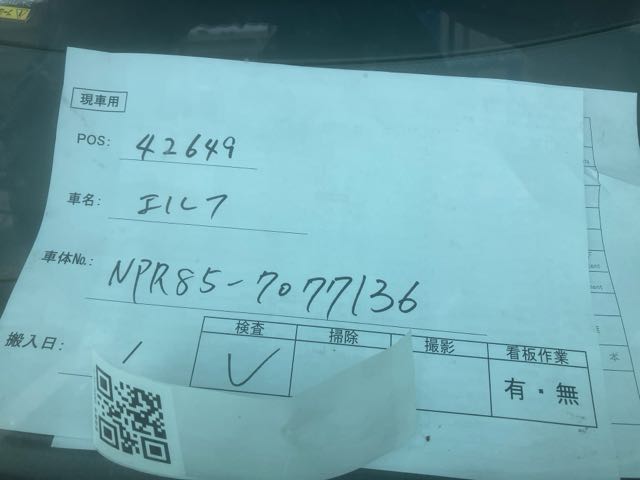 現車用
POS: 42649
車名: エルフ
車体No.: NPR85-7077136
搬入日: /
検査 掃除 撮影 看板作業
✓ 有・無